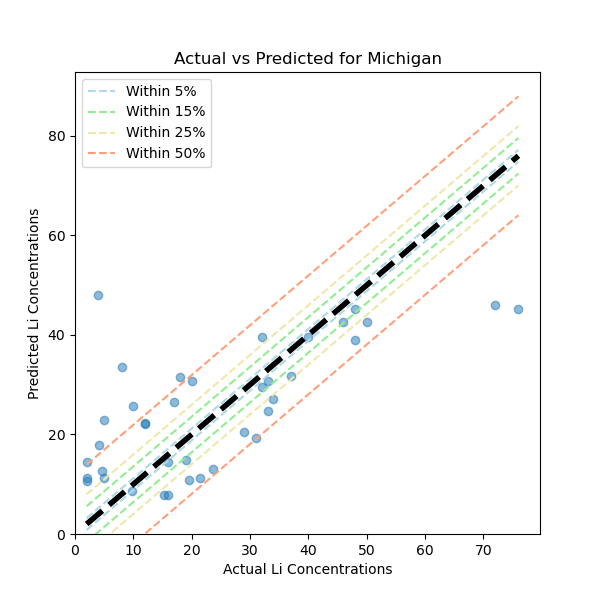 Actual vs Predicted for Michigan
Within 5%
Within 15%
Within 25%
Within 50%
Predicted Li Concentrations
80
60
40
20
0
0 10 20 30 40 50 60 70
Actual Li Concentrations